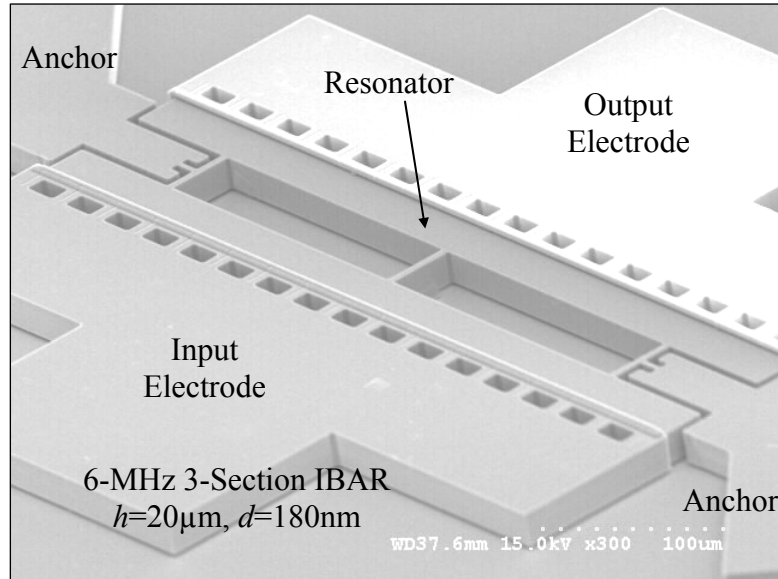 Anchor
Resonator
Output
Electrode
Input
Electrode
6-MHz 3-Section IBAR
h=20µm, d=180nm
Anchor
WD37.6mm 15.0kV x300 100um